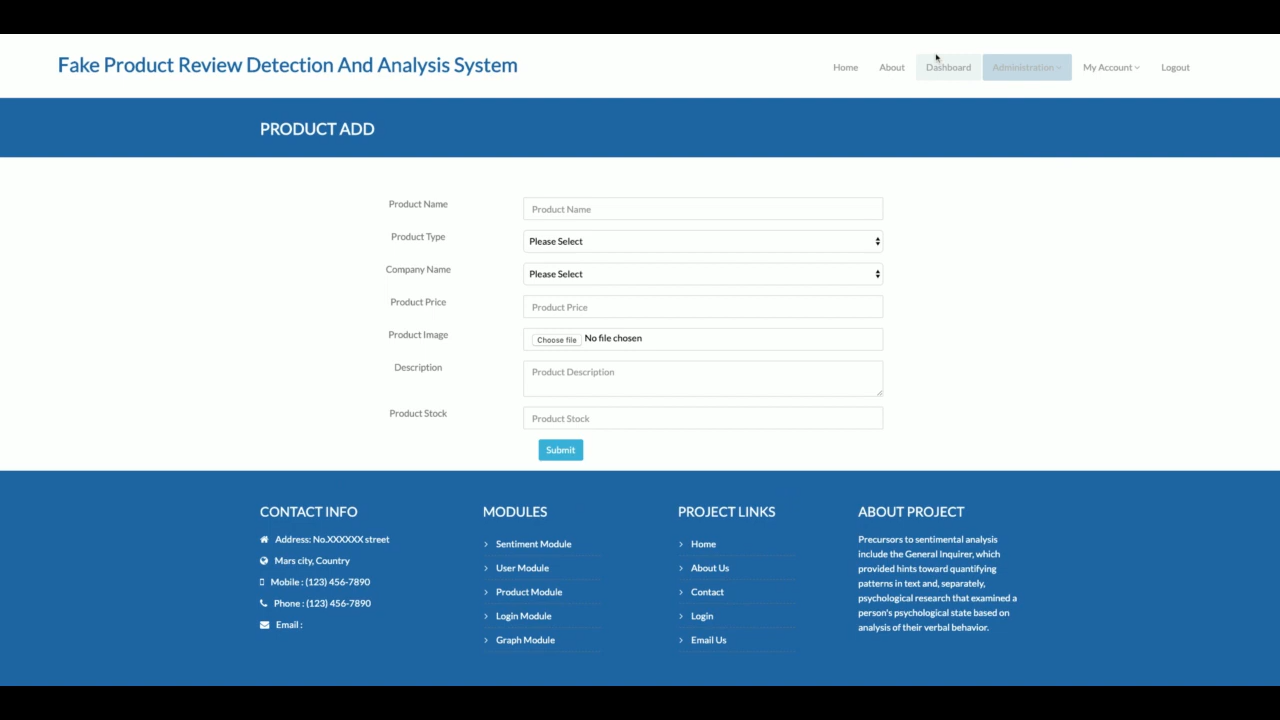 Fake Product Review Detection And Analysis System
Home About Dashboard Administration My Account Logout
PRODUCT ADD
Product Name Product Name
Product Type Please Select
Company Name Please Select
Product Price Product Price
Product Image Choose file No file chosen
Description Product Description
Product Stock Product Stock
Submit
CONTACT INFO
Address: No.XXXXXX street
Mars city, Country
Mobile : (123) 456-7890
Phone : (123) 456-7890
Email :
MODULES
Sentiment Module
User Module
Product Module
Login Module
Graph Module
PROJECT LINKS
Home
About Us
Contact
Login
Email Us
ABOUT PROJECT
Precursors to sentimental analysis
include the General Inquirer, which
provided hints toward quantifying
patterns in text and, separately,
psychological research that examined a
person's psychological state based on
analysis of their verbal behavior.